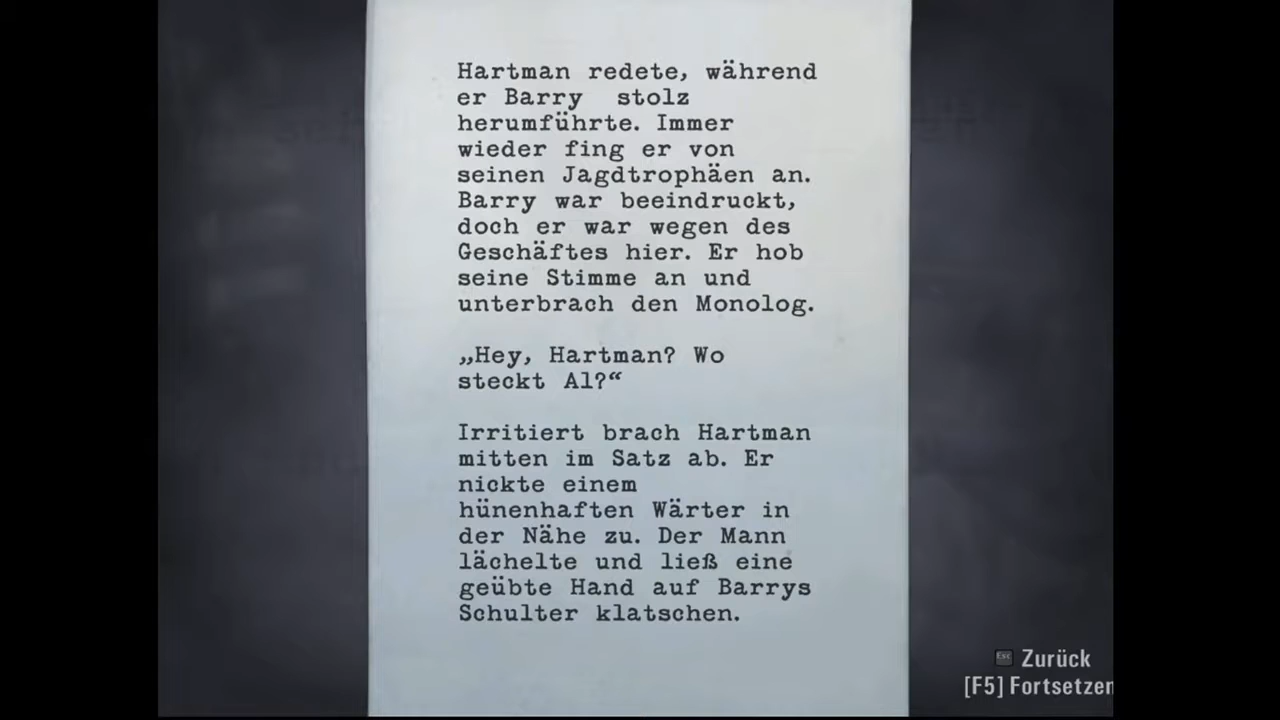 Hartman redete, während
er Barry  stolz
herumführte. Immer
wieder fing er von
seinen Jagdtrophäen an.
Barry war beeindruckt,
doch er war wegen des
Geschäftes hier. Er hob
seine Stimme an und
unterbrach den Monolog.
„Hey, Hartman? Wo
steckt Al?“
Irritiert brach Hartman
mitten im Satz ab. Er
nickte einem
hünenhaften Wärter in
der Nähe zu. Der Mann
lächelte und ließ eine
geübte Hand auf Barrys
Schulter klatschen.
Zurück
[F5] Fortsetzen